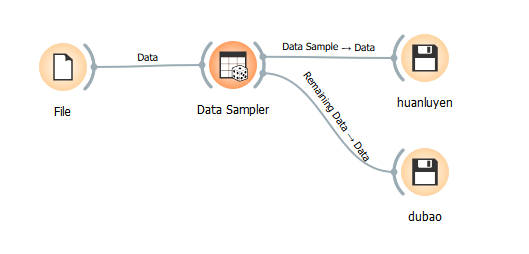 File
Data
Data Sampler
Data Sample → Data
huanluyen
Remaining Data → Data
dubao